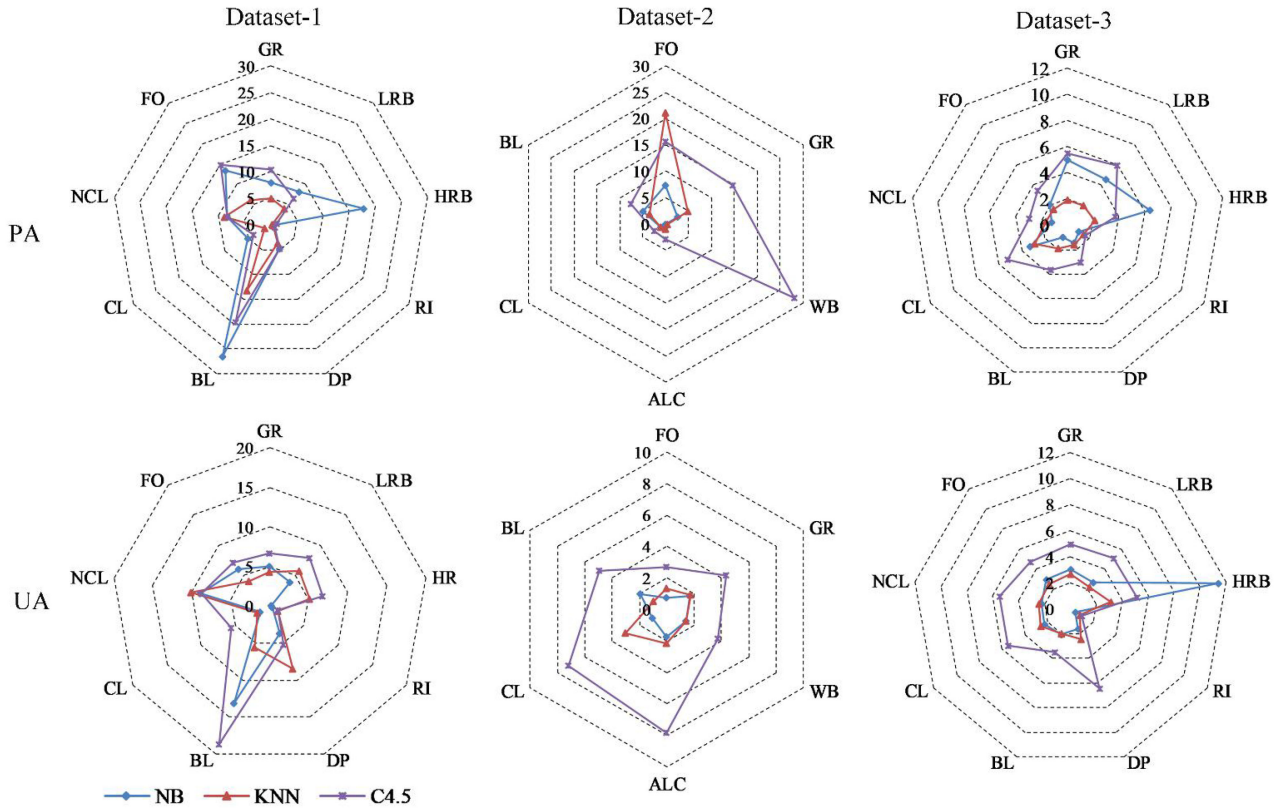 Dataset-1
Dataset-2
Dataset-3
PA
GR
LRB
HRB
RI
DP
BL
CL
NCL
FO
30
25
20
15
10
5
0
FO
GR
WB
ALC
CL
BL
30
25
20
15
10
5
0
GR
LRB
HRB
RI
DP
BL
CL
NCL
FO
12
10
8
6
4
2
0
UA
GR
LRB
HR
RI
DP
BL
CL
NCL
FO
20
15
10
5
0
FO
GR
WB
ALC
CL
BL
10
8
6
4
2
0
GR
LRB
HRB
RI
DP
BL
CL
NCL
FO
12
10
8
6
4
2
0
NB KNN C4.5